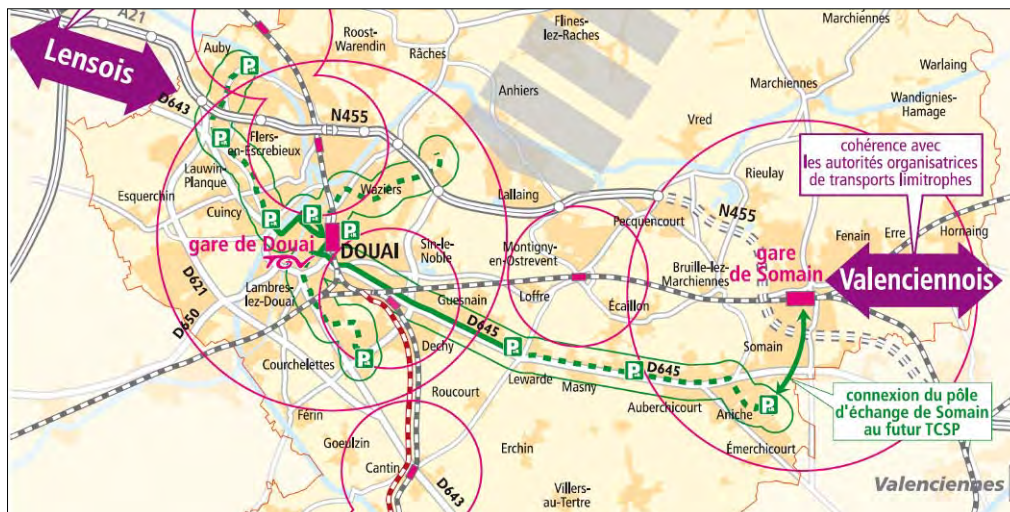 A21
Lensois
Auby
Roost-
Warendin
Râches
Flines-
lez-Raches
Marchiennes
Marchiennes
Warlaing
Wandignies-
Hamage
D643
Anhiers
N455
Vred
Flers-
en-Escrebieux
cohérence avec
les autorités organisatrices
de transports limitrophes
Lauwin-
Planque
Esquerchin
Waziers
Rieulay
Lallaing
Cuincy
Pecquencourt
N455
gare de Douai
TGV
DOUAI
Sin-le-
Noble
Montigny-
en-Ostrevent
Bruille-lez-
Marchiennes
gare
de Somain
Fenain
Erre
Hornaing
Valenciennois
D621
D650
Lambres-
lez-Douai
Guesnain
Loffre
Écaillon
D645
Dechy
Somain
D645
Courchelettes
Roucourt
Lewarde
Masny
Auberchicourt
Aniche
connexion du pôle
d'échange de Somain
au futur TCSP
Férin
Goeulzin
Erchin
Émerchicourt
Cantin
D643
Villers-
au-Tertre
Valenciennes
P
P
P
P
P
P
P
P
P